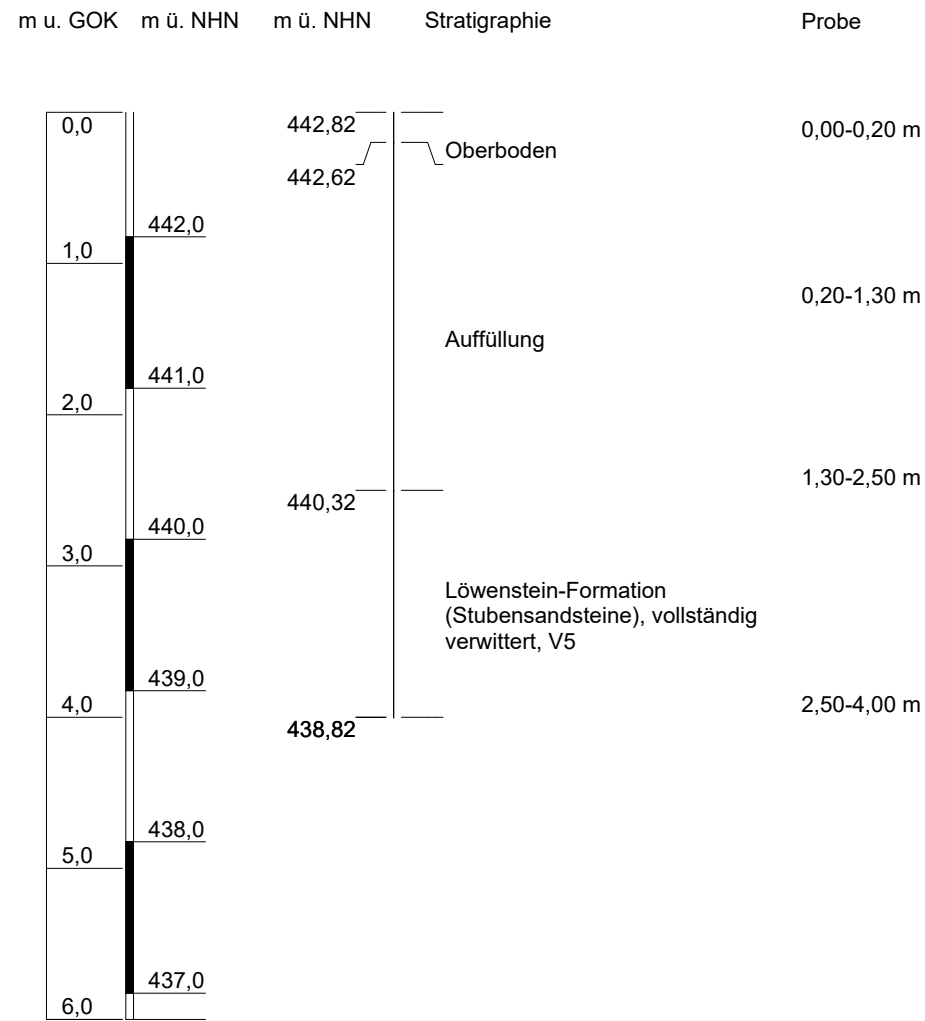 m u. GOK m ü. NHN m ü. NHN Stratigraphie Probe
0,0 442,82 0,00-0,20 m
Oberboden
442,62
442,0
1,0
0,20-1,30 m
Auffüllung
441,0
2,0
1,30-2,50 m
440,32
440,0
3,0
Löwenstein-Formation
(Stubensandsteine), vollständig
verwittert, V5
439,0
4,0 2,50-4,00 m
438,82
438,0
5,0
437,0
6,0